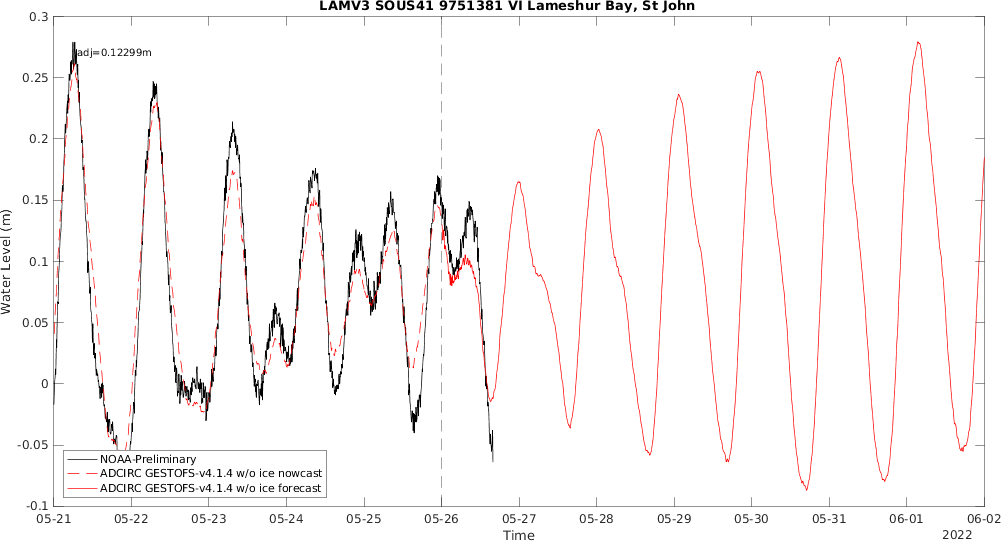 LAMV3 SOUS41 9751381 VI Lameshur Bay, St John
adj=0.12299m
Water Level (m)
0.3
0.25
0.2
0.15
0.1
0.05
0
-0.05
-0.1
NOAA-Preliminary
ADCIRC GESTOFS-v4.1.4 w/o ice nowcast
ADCIRC GESTOFS-v4.1.4 w/o ice forecast
05-21 05-22 05-23 05-24 05-25 05-26 05-27 05-28 05-29 05-30 05-31 06-01 06-02
Time
2022